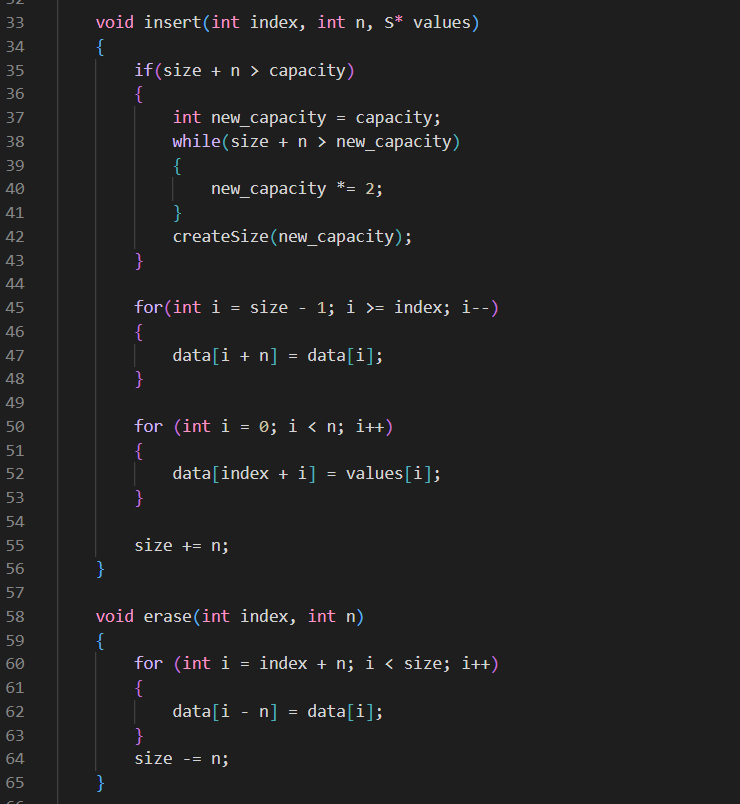 33 void insert(int index, int n, S* values)
34 {
35 if(size + n > capacity)
36 {
37 int new_capacity = capacity;
38 while(size + n > new_capacity)
39 {
40 new_capacity *= 2;
41 }
42 createSize(new_capacity);
43 }
44
45 for(int i = size - 1; i >= index; i--)
46 {
47 data[i + n] = data[i];
48 }
49
50 for (int i = 0; i < n; i++)
51 {
52 data[index + i] = values[i];
53 }
54
55 size += n;
56 }
57
58 void erase(int index, int n)
59 {
60 for (int i = index + n; i < size; i++)
61 {
62 data[i - n] = data[i];
63 }
64 size -= n;
65 }